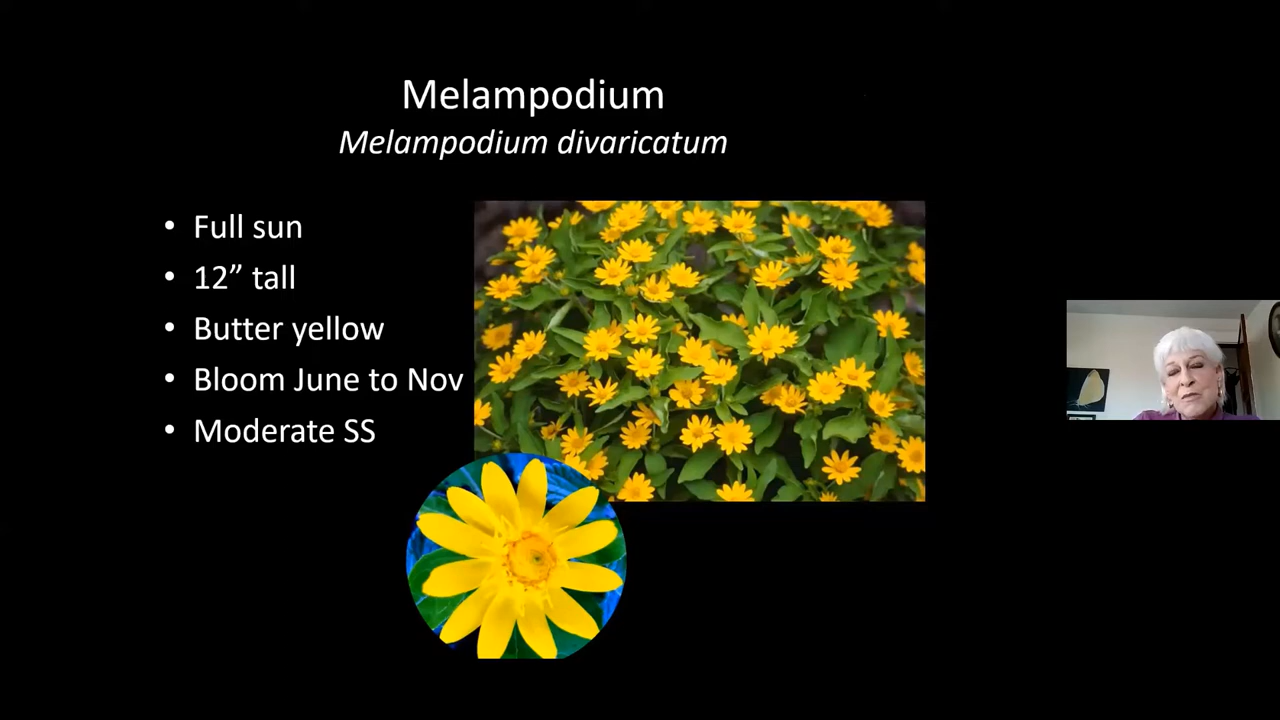 Melampodium
Melampodium divaricatum
• Full sun
• 12” tall
• Butter yellow
• Bloom June to Nov
• Moderate SS